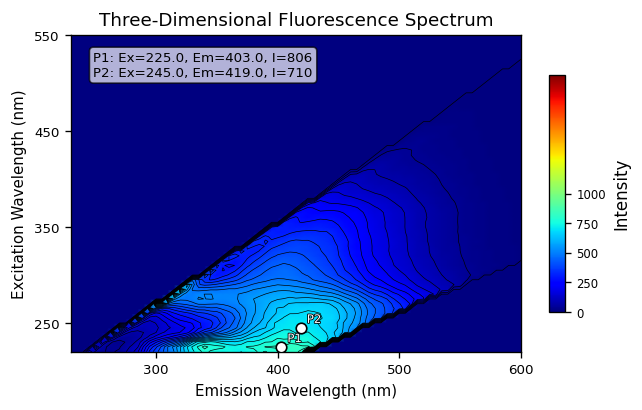 Three-Dimensional Fluorescence Spectrum
P1: Ex=225.0, Em=403.0, I=806
P2: Ex=245.0, Em=419.0, I=710
550
450
350
250
Excitation Wavelength (nm)
P2
P1
300
400
500
600
Emission Wavelength (nm)
1000
750
500
250
0
Intensity